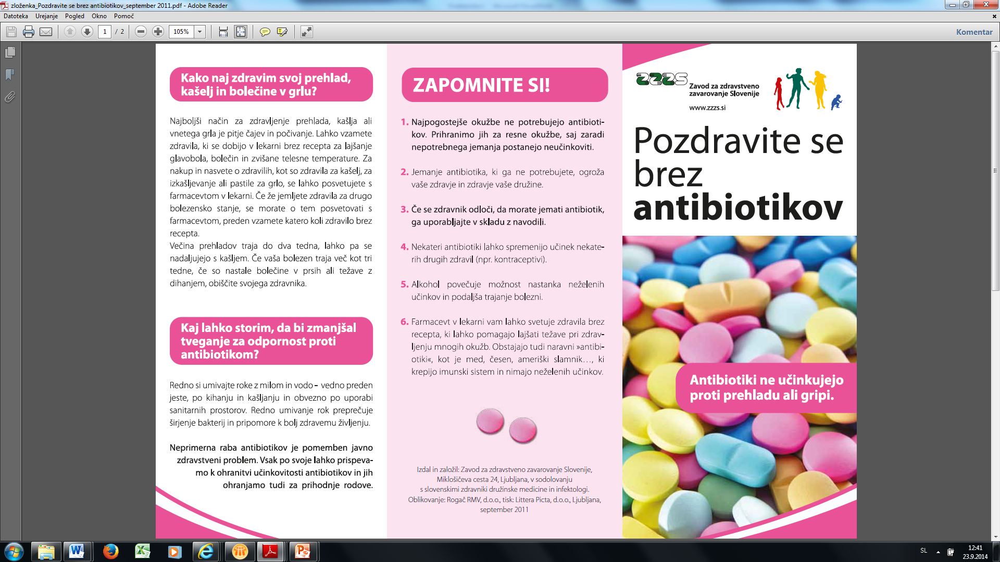 zloženka_Pozdravite se brez antibiotikov_september 2011.pdf - Adobe Reader
Datoteka Urejanje Pogled Okno Pomoč
1 / 2 105% Komentar
Kako naj zdravim svoj prehlad,
kašelj in bolečine v grlu?
Najboljši način za zdravljenje prehlada, kašlja ali
vnetega grla je pitje čajev in počivanje. Lahko vzamete
zdravila, ki se dobijo v lekarni brez recepta za lajšanje
glavobola, bolečin in zvišane telesne temperature. Za
nakup in nasvete o zdravilih, kot so zdravila za kašelj, za
izkašljevanje ali pastile za grlo, se lahko posvetujete s
farmacevtom v lekarni. Če že jemljete zdravila za drugo
bolezensko stanje, se morate o tem posvetovati s
farmacevtom, preden vzamete katero koli zdravilo brez
recepta.
Večina prehladov traja do dva tedna, lahko pa se
nadaljujejo s kašljem. Če vaša bolezen traja več kot tri
tedne, če so nastale bolečine v prsih ali težave z
dihanjem, obiščite svojega zdravnika.
Kaj lahko storim, da bi zmanjšal
tveganje za odpornost proti
antibiotikom?
Redno si umivajte roke z milom in vodo - vedno preden
jeste, po kihanju in kašljanju in obvezno po uporabi
sanitarnih prostorov. Redno umivanje rok preprečuje
širjenje bakterij in pripomore k bolj zdravemu življenju.
Neprimerna raba antibiotikov je pomemben javno
zdravstveni problem. Vsak po svoje lahko prispeva-
mo k ohranitvi učinkovitosti antibiotikov in jih
ohranjamo tudi za prihodnje rodove.
ZAPOMNITE SI!
1. Najpogostejše okužbe ne potrebujejo antibioti-
kov. Prihranimo jih za resne okužbe, saj zaradi
nepotrebnega jemanja postanejo neučinkoviti.
2. Jemanje antibiotika, ki ga ne potrebujete, ogroža
vaše zdravje in zdravje vaše družine.
3. Če se zdravnik odloči, da morate jemati antibiotik,
ga uporabljajte v skladu z navodili.
4. Nekateri antibiotiki lahko spremenijo učinek nekate-
rih drugih zdravil (npr. kontraceptivi).
5. Alkohol povečuje možnost nastanka neželenih
učinkov in podaljša trajanje bolezni.
6. Farmacevt v lekarni vam lahko svetuje zdravila brez
recepta, ki lahko pomagajo lajšati težave pri zdrav-
ljenju mnogih okužb. Obstajajo tudi naravni »antibi-
otiki«, kot je med, česen, ameriški slamnik…, ki
krepijo imunski sistem in nimajo neželenih učinkov.
Izdal in založil: Zavod za zdravstveno zavarovanje Slovenije,
Miklošičeva cesta 24, Ljubljana, v sodolovanju
s slovenskimi zdravniki družinske medicine in infektologi.
Oblikovanje: Rogač RMV, d.o.o., tisk: Littera Picta, d.o.o., Ljubljana,
september 2011
ZZZS
Zavod za zdravstveno
zavarovanje Slovenije
www.zzzs.si
Pozdravite se
brez
antibiotikov
Antibiotiki ne učinkujejo
proti prehladu ali gripi.
SL
12:41
23.9.2014